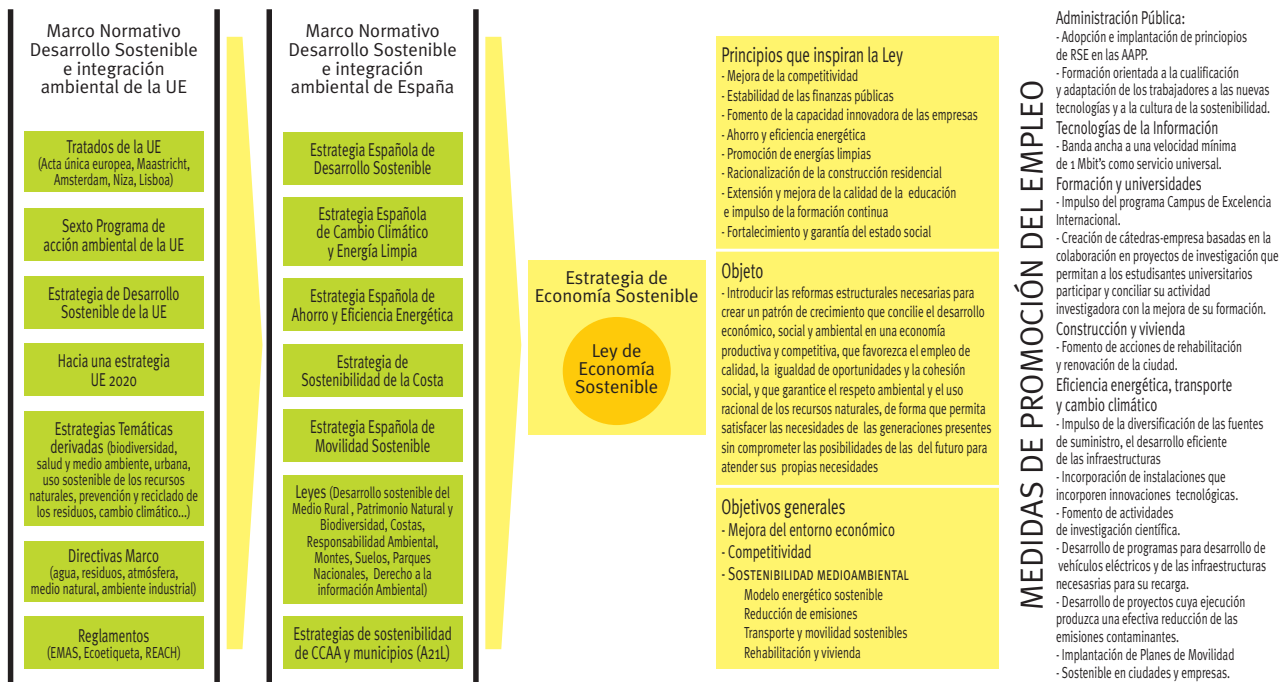 Marco Normativo
Desarrollo Sostenible
e integración
ambiental de la UE
Tratados de la UE
(Acta única europea, Maastricht,
Amsterdam, Niza, Lisboa)
Sexto Programa de
acción ambiental de la UE
Estrategia de Desarrollo
Sostenible de la UE
Hacia una estrategia
UE 2020
Estrategias Temáticas
derivadas (biodiversidad,
salud y medio ambiente, urbana,
uso sostenible de los recursos
naturales, prevención y reciclado de
los residuos, cambio climático...)
Directivas Marco
(agua, residuos, atmósfera,
medio natural, ambiente industrial)
Reglamentos
(EMAS, Ecoetiqueta, REACH)
Marco Normativo
Desarrollo Sostenible
e integración
ambiental de España
Estrategia Española de
Desarrollo Sostenible
Estrategia Española
de Cambio Climático
y Energía Limpia
Estrategia Española de
Ahorro y Eficiencia Energética
Estrategia de
Sostenibilidad de la Costa
Estrategia Española de
Movilidad Sostenible
Leyes (Desarrollo sostenible del
Medio Rural , Patrimonio Natural y
Biodiversidad, Costas,
Responsabilidad Ambiental,
Montes, Suelos, Parques
Nacionales, Derecho a la
información Ambiental)
Estrategias de sostenibilidad
de CCAA y municipios (A21L)
Estrategia de
Economía Sostenible
Ley de
Economía
Sostenible
Principios que inspiran la Ley
- Mejora de la competitividad
- Estabilidad de las finanzas públicas
- Fomento de la capacidad innovadora de las empresas
- Ahorro y eficiencia energética
- Promoción de energías limpias
- Racionalización de la construcción residencial
- Extensión y mejora de la calidad de la educación
e impulso de la formación continua
- Fortalecimiento y garantía del estado social
Objeto
- Introducir las reformas estructurales necesarias para
crear un patrón de crecimiento que concilie el desarrollo
económico, social y ambiental en una economía
productiva y competitiva, que favorezca el empleo de
calidad, la igualdad de oportunidades y la cohesión
social, y que garantice el respeto ambiental y el uso
racional de los recursos naturales, de forma que permita
satisfacer las necesidades de las generaciones presentes
sin comprometer las posibilidades de las del futuro para
atender sus propias necesidades
Objetivos generales
- Mejora del entorno económico
- Competitividad
- SOSTENIBILIDAD MEDIOAMBIENTAL
Modelo energético sostenible
Reducción de emisiones
Transporte y movilidad sostenibles
Rehabilitación y vivienda
MEDIDAS DE PROMOCIÓN DEL EMPLEO
Administración Pública:
- Adopción e implantación de princiopios
de RSE en las AAPP.
- Formación orientada a la cualificación
y adaptación de los trabajadores a las nuevas
tecnologías y a la cultura de la sostenibilidad.
Tecnologías de la Información
- Banda ancha a una velocidad mínima
de 1 Mbit's como servicio universal.
Formación y universidades
- Impulso del programa Campus de Excelencia
Internacional.
- Creación de cátedras-empresa basadas en la
colaboración en proyectos de investigación que
permitan a los estudisantes universitarios
participar y conciliar su actividad
investigadora con la mejora de su formación.
Construcción y vivienda
- Fomento de acciones de rehabilitación
y renovación de la ciudad.
Eficiencia energética, transporte
y cambio climático
- Impulso de la diversificación de las fuentes
de suministro, el desarrollo eficiente
de las infraestructuras
- Incorporación de instalaciones que
incorporen innovaciones tecnológicas.
- Fomento de actividades
de investigación científica.
- Desarrollo de programas para desarrollo de
vehículos eléctricos y de las infraestructuras
necesasrias para su recarga.
- Desarrollo de proyectos cuya ejecución
produzca una efectiva reducción de las
emisiones contaminantes.
- Implantación de Planes de Movilidad
- Sostenible en ciudades y empresas.